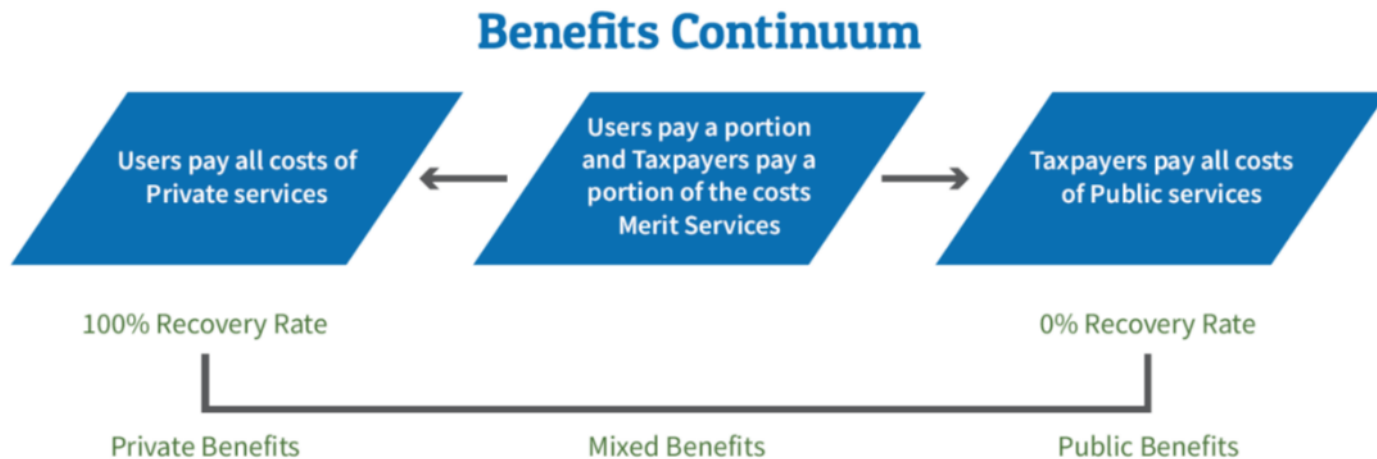 Benefits Continuum
Users pay all costs of
Private services
Users pay a portion
and Taxpayers pay a
portion of the costs
Merit Services
Taxpayers pay all costs
of Public services
100% Recovery Rate
0% Recovery Rate
Private Benefits
Mixed Benefits
Public Benefits